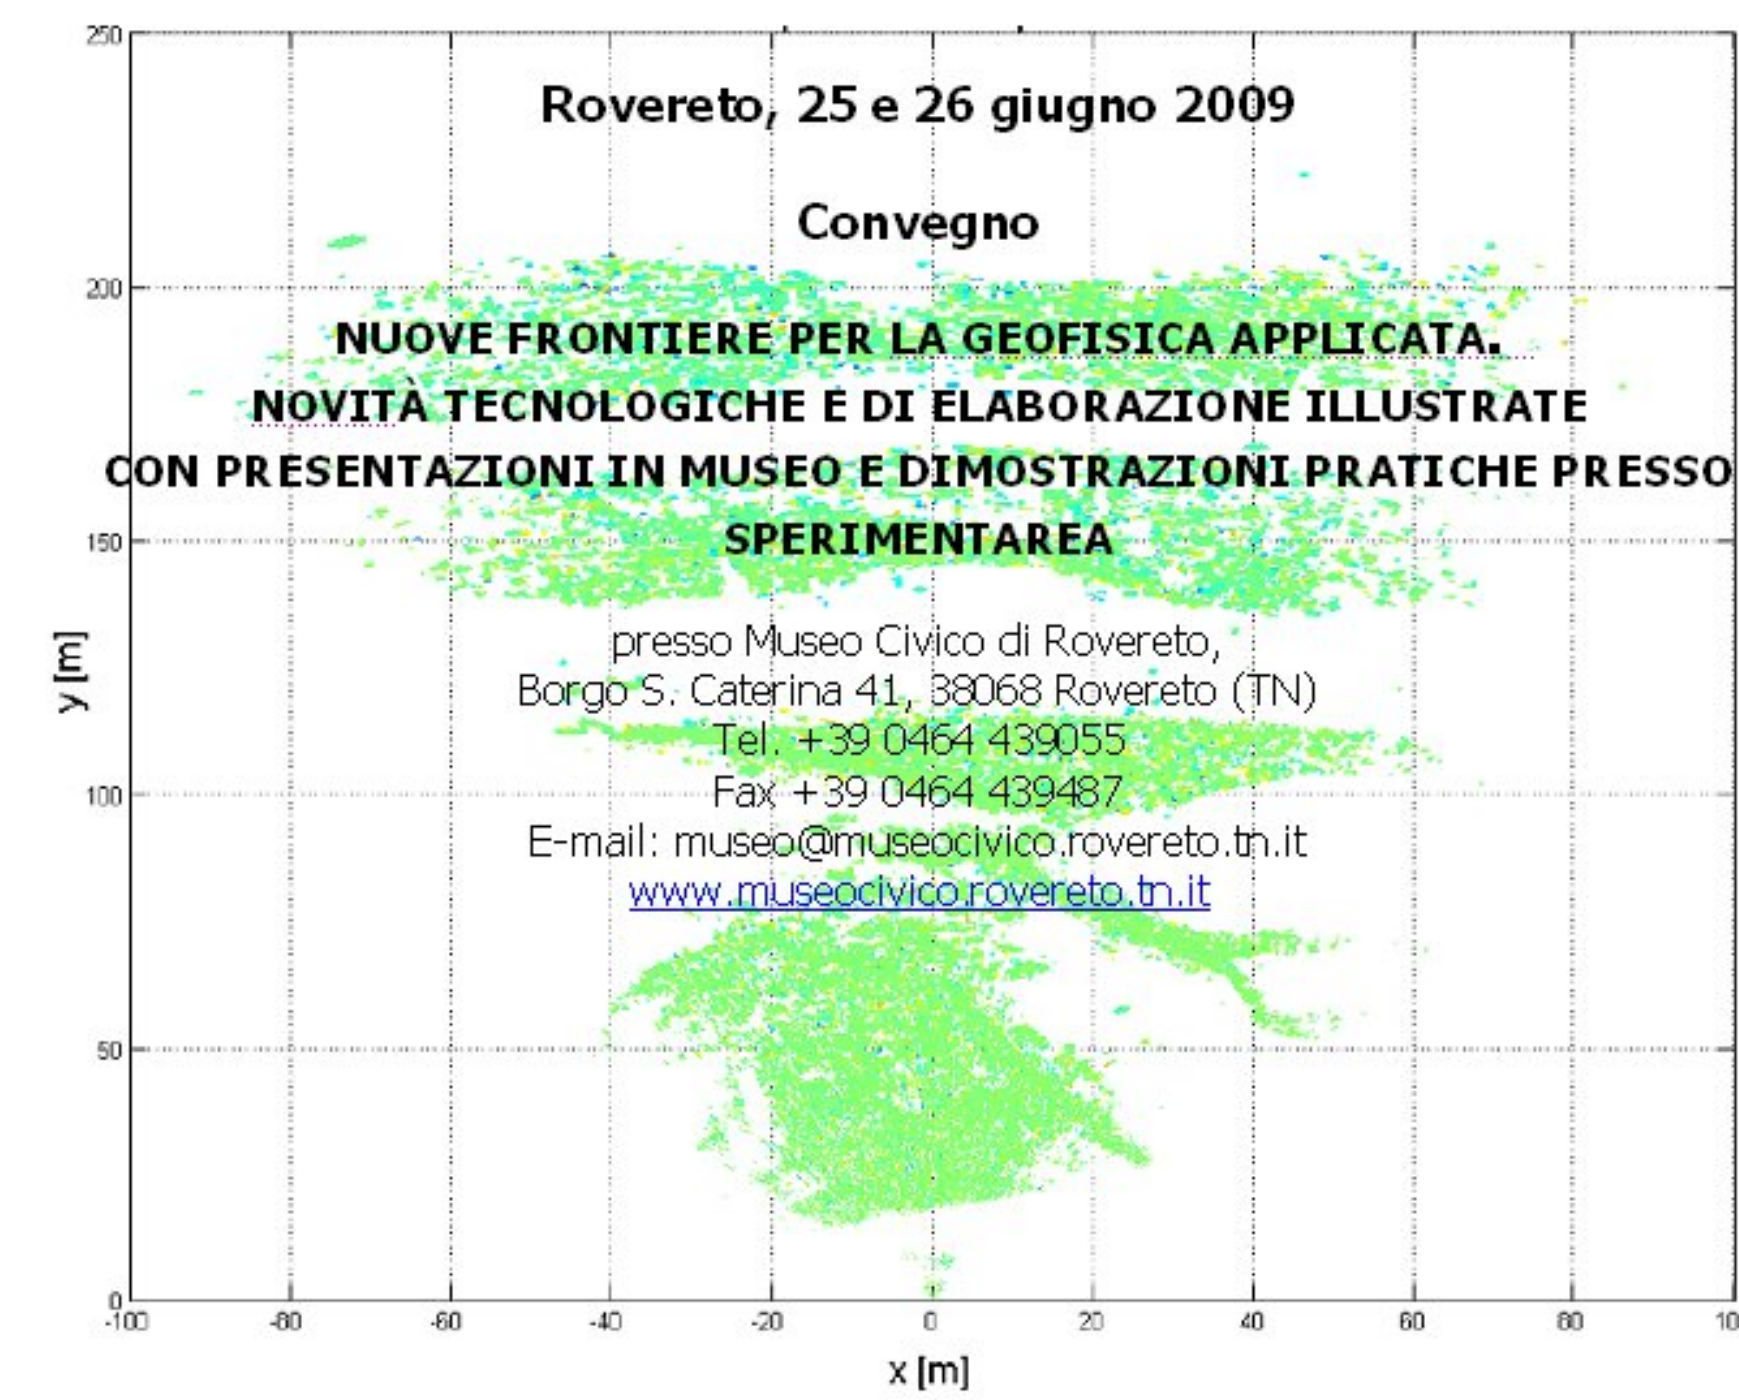 250
Rovereto, 25 e 26 giugno 2009
Convegno
200
NUOVE FRONTIERE PER LA GEOFISICA APPLICATA.
NOVITÀ TECNOLOGICHE E DI ELABORAZIONE ILLUSTRATE
CON PRESENTAZIONI IN MUSEO E DIMOSTRAZIONI PRATICHE PRESSO
SPERIMENTAREA
150
presso Museo Civico di Rovereto,
y [m]
Borgo S. Caterina 41, 38068 Rovereto (TN)
Tel. +39 0464 439055
Fax +39 0464 439487
100
E-mail: museo@museocivico.rovereto.tn.it
www.museocivico.rovereto.tn.it
50
0
-100 -80 -60 -40 -20 0 20 40 60 80 10
x [m]